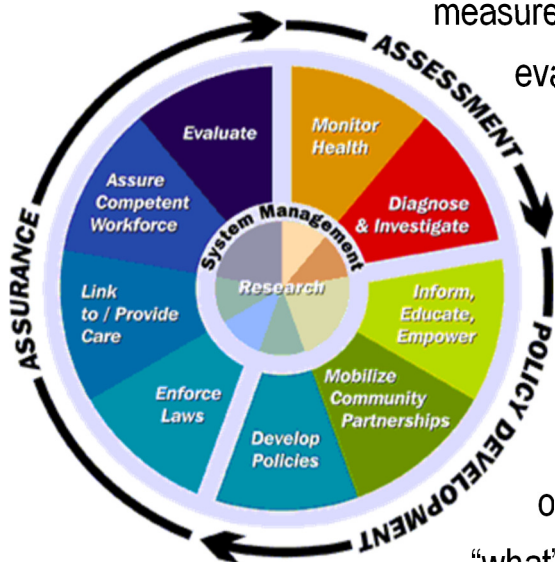 measure
eva
ASSESSMENT
Monitor
Health
Diagnose
& Investigate
POLICY DEVELOPMENT
Inform,
Educate,
Empower
Mobilize
Community
Partnerships
Develop
Policies
ASSURANCE
Enforce
Laws
Link
to / Provide
Care
Assure
Competent
Workforce
Evaluate
System Management
Research
o
“what”